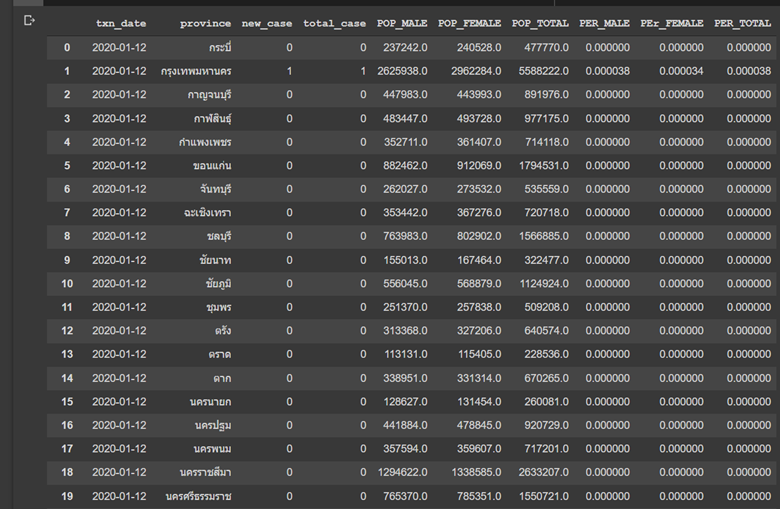 txn_date province new_case total_case POP_MALE POP_FEMALE POP_TOTAL PER_MALE PEr_FEMALE PER_TOTAL
0 2020-01-12 กระบี่ 0 0 237242.0 240528.0 477770.0 0.000000 0.000000 0.000000
1 2020-01-12 กรุงเทพมหานคร 1 1 2625938.0 2962284.0 5588222.0 0.000038 0.000034 0.000038
2 2020-01-12 กาญจนบุรี 0 0 447983.0 443993.0 891976.0 0.000000 0.000000 0.000000
3 2020-01-12 กาฬสินธุ์ 0 0 483447.0 493728.0 977175.0 0.000000 0.000000 0.000000
4 2020-01-12 กำแพงเพชร 0 0 352711.0 361407.0 714118.0 0.000000 0.000000 0.000000
5 2020-01-12 ขอนแก่น 0 0 882462.0 912069.0 1794531.0 0.000000 0.000000 0.000000
6 2020-01-12 จันทบุรี 0 0 262027.0 273532.0 535559.0 0.000000 0.000000 0.000000
7 2020-01-12 ฉะเชิงเทรา 0 0 353442.0 367276.0 720718.0 0.000000 0.000000 0.000000
8 2020-01-12 ชลบุรี 0 0 763983.0 802902.0 1566885.0 0.000000 0.000000 0.000000
9 2020-01-12 ชัยนาท 0 0 155013.0 167464.0 322477.0 0.000000 0.000000 0.000000
10 2020-01-12 ชัยภูมิ 0 0 556045.0 568879.0 1124924.0 0.000000 0.000000 0.000000
11 2020-01-12 ชุมพร 0 0 251370.0 257838.0 509208.0 0.000000 0.000000 0.000000
12 2020-01-12 ตรัง 0 0 313368.0 327206.0 640574.0 0.000000 0.000000 0.000000
13 2020-01-12 ตราด 0 0 113131.0 115405.0 228536.0 0.000000 0.000000 0.000000
14 2020-01-12 ตาก 0 0 338951.0 331314.0 670265.0 0.000000 0.000000 0.000000
15 2020-01-12 นครนายก 0 0 128627.0 131454.0 260081.0 0.000000 0.000000 0.000000
16 2020-01-12 นครปฐม 0 0 441884.0 478845.0 920729.0 0.000000 0.000000 0.000000
17 2020-01-12 นครพนม 0 0 357594.0 359607.0 717201.0 0.000000 0.000000 0.000000
18 2020-01-12 นครราชสีมา 0 0 1294622.0 1338585.0 2633207.0 0.000000 0.000000 0.000000
19 2020-01-12 นครศรีธรรมราช 0 0 765370.0 785351.0 1550721.0 0.000000 0.000000 0.000000